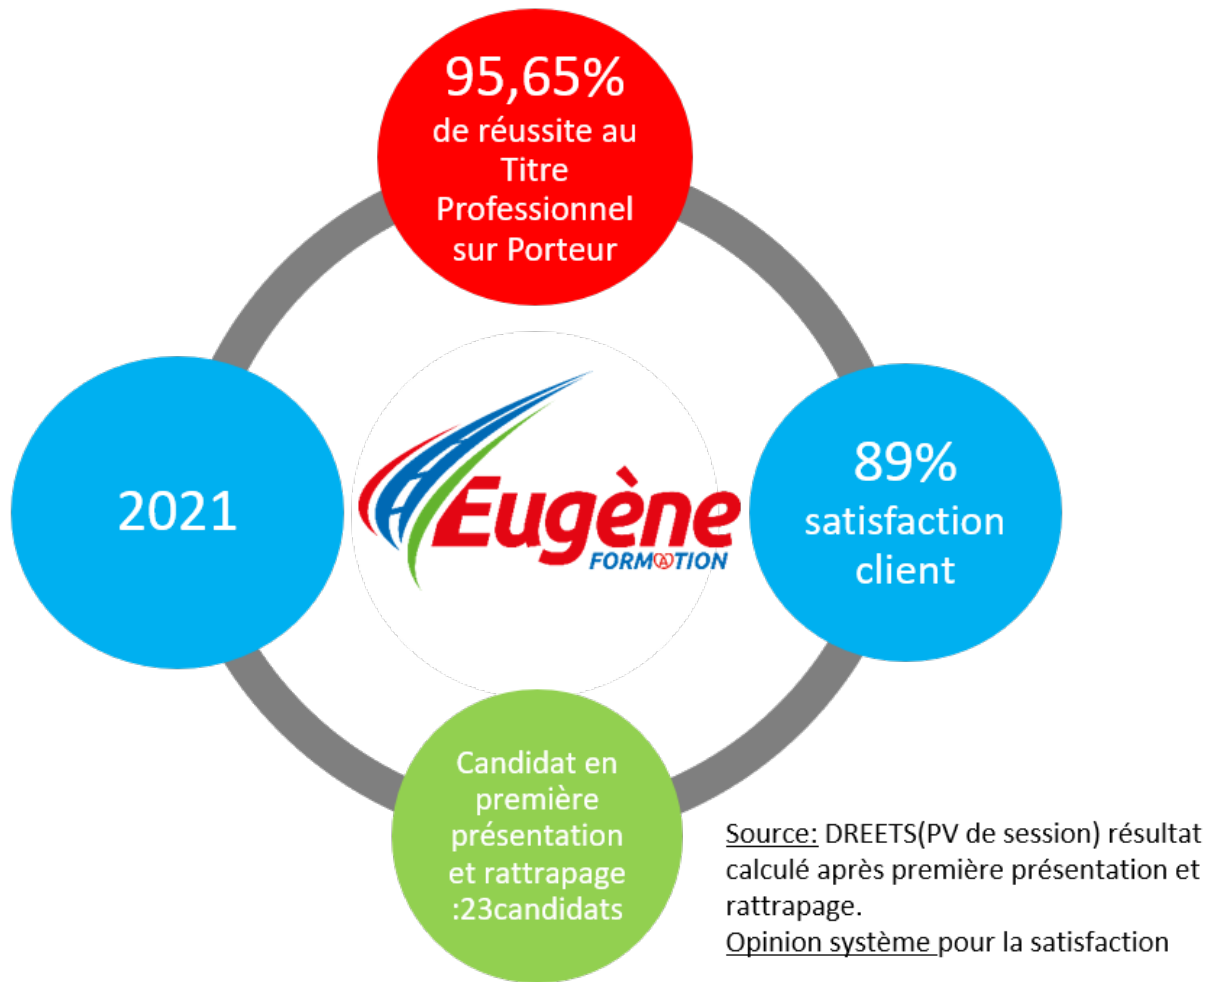 95,65%
de réussite au
Titre
Professionnel
sur Porteur
2021
Eugène
FORMATION
89%
satisfaction
client
Candidat en
première
présentation
et rattrapage
:23candidats
Source: DREETS(PV de session) résultat
calculé après première présentation et
rattrapage.
Opinion système pour la satisfaction